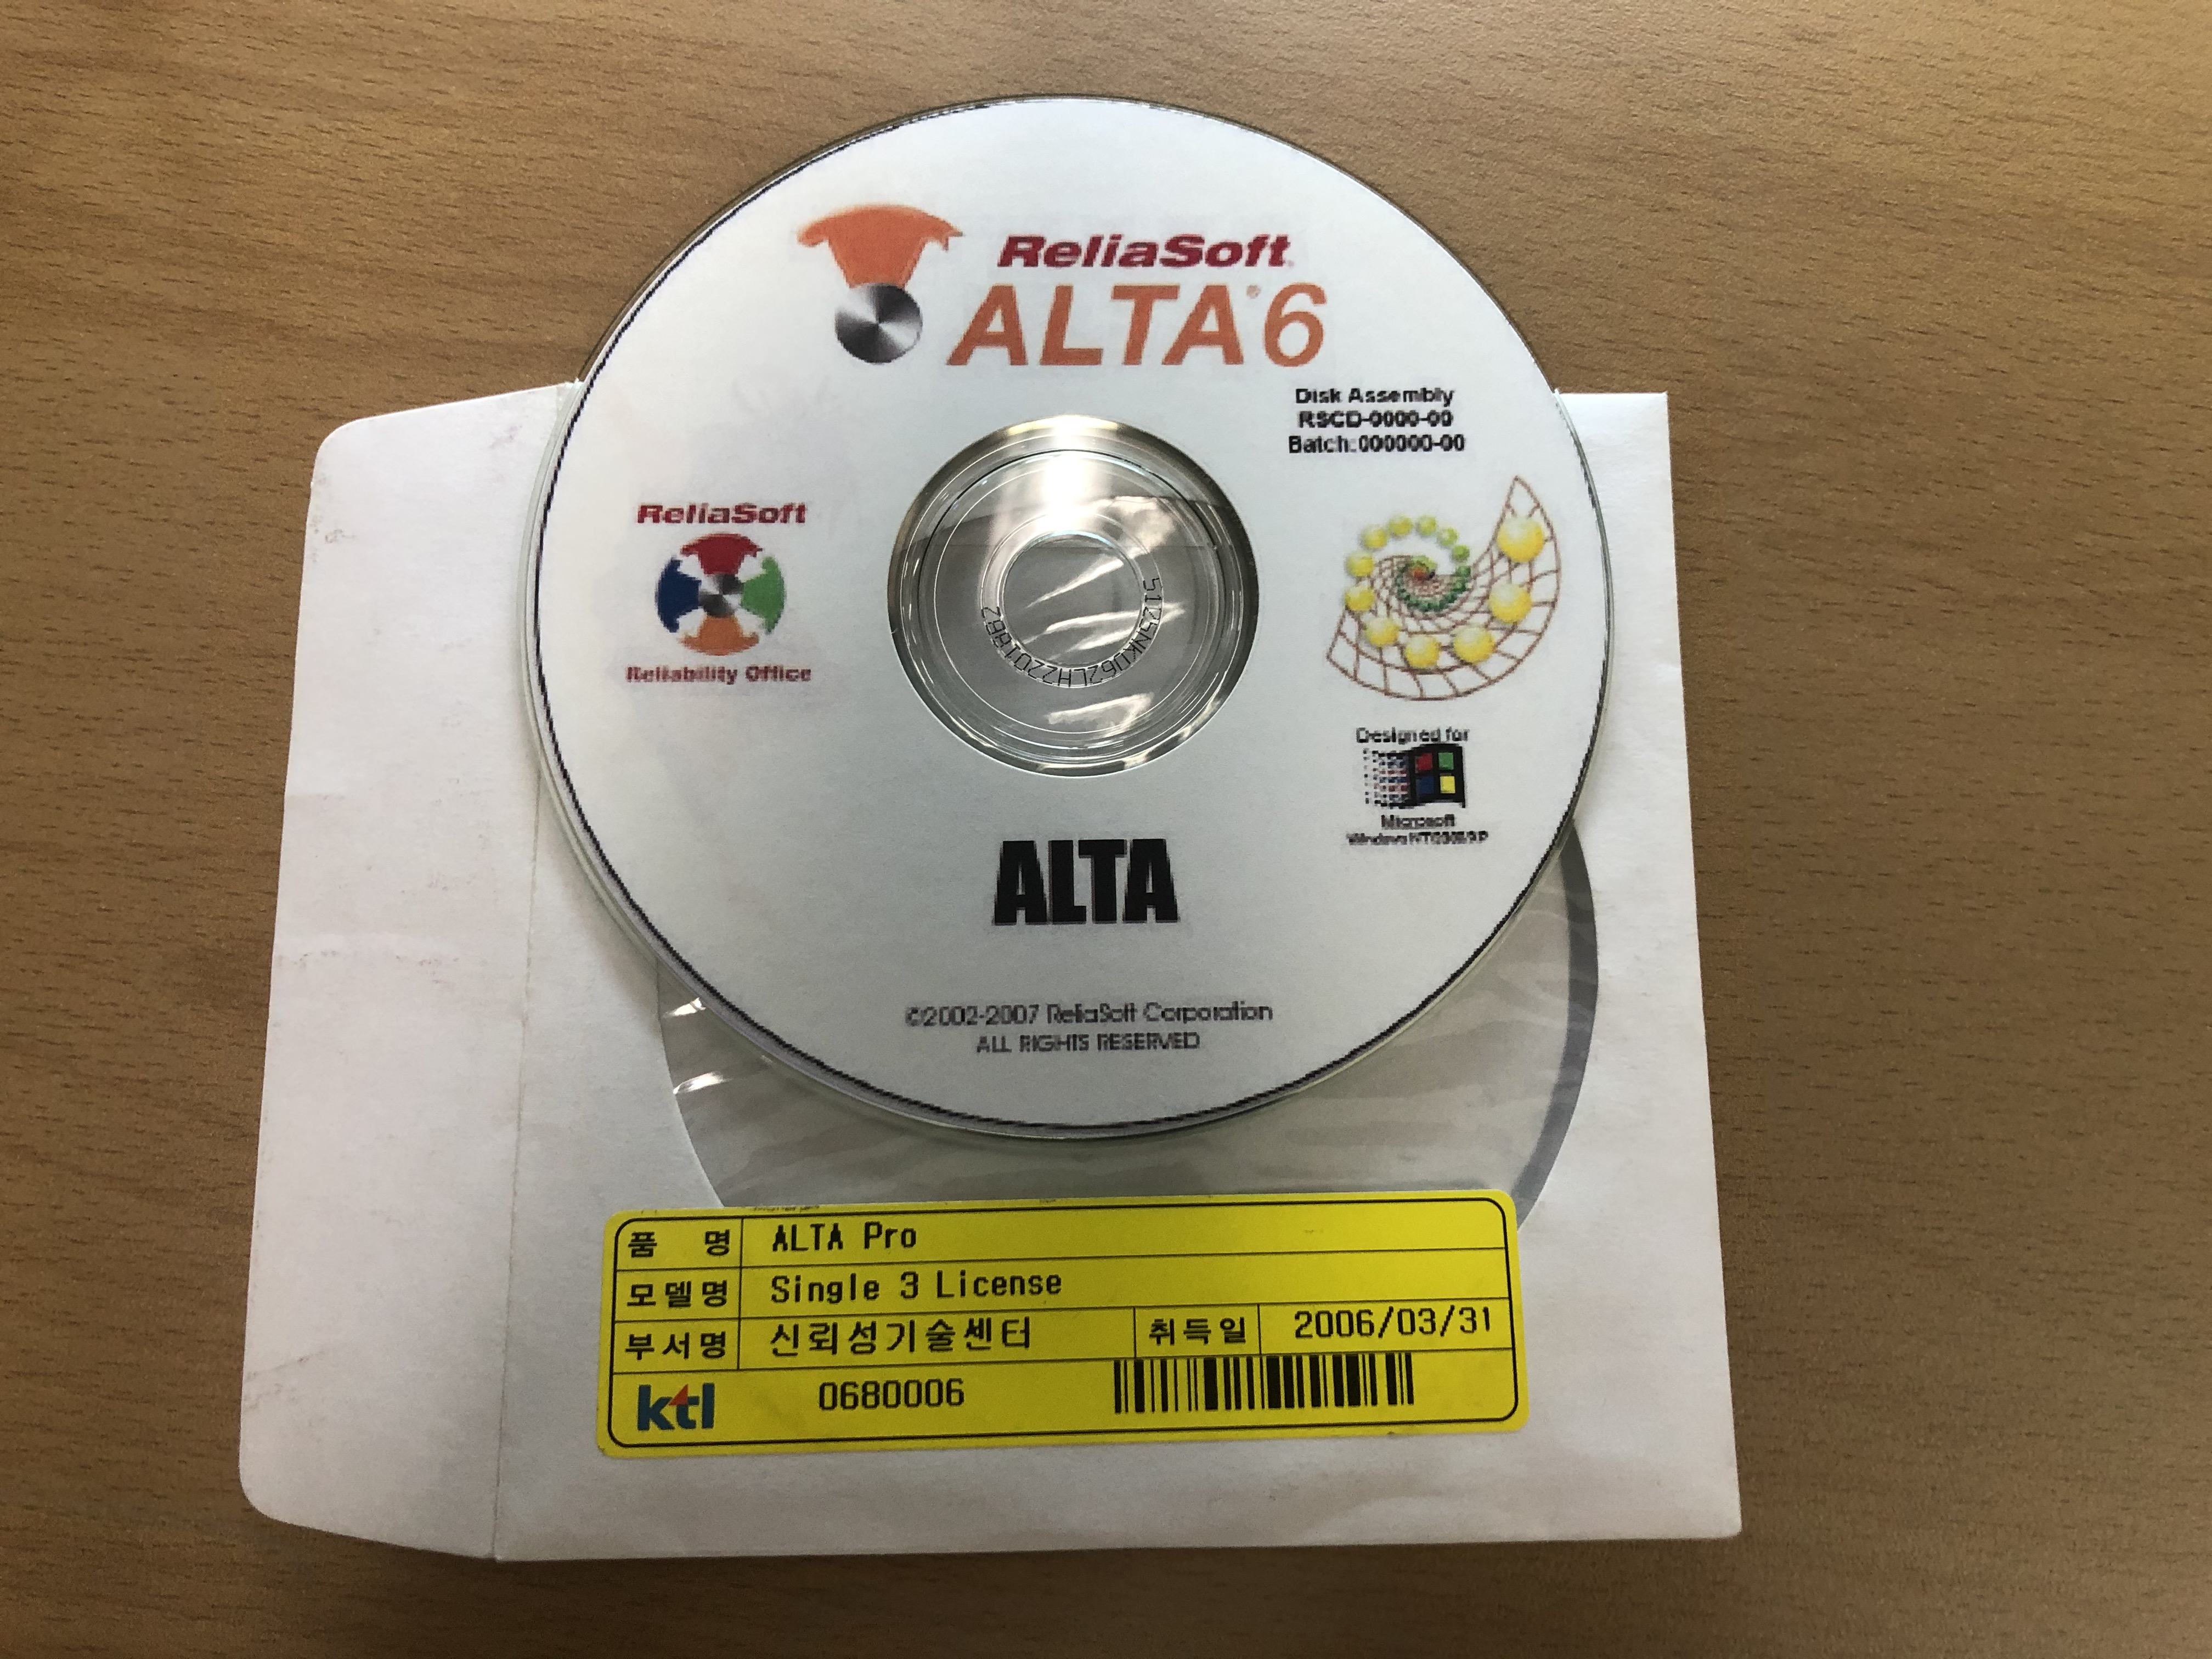 ReliaSoft
ALTA® 6
Disk Assembly
RSCD-0000-00
Batch:000000-00
ReliaSoft
Reliability Office
Designed for
Microsoft
ALTA
©2002-2007 ReliaSoft Corporation
ALL RIGHTS RESERVED
품 명 ALTA Pro
모델명 Single 3 License
부서명 신뢰성기술센터 취득일 2006/03/31
ktl 0680006